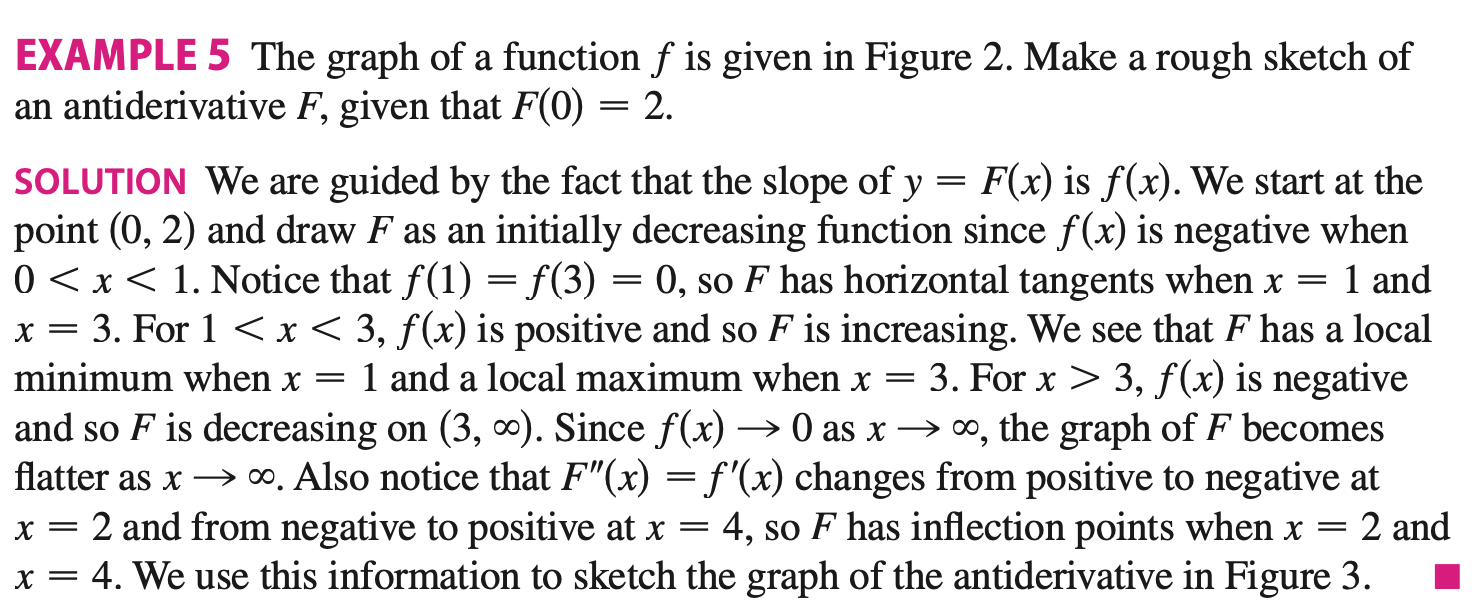 EXAMPLE 5 The graph of a function f is given in Figure 2. Make a rough sketch of
an antiderivative F, given that F(0) = 2.
SOLUTION We are guided by the fact that the slope of y = F(x) is f(x). We start at the
point (0, 2) and draw F as an initially decreasing function since f(x) is negative when
0 < x < 1. Notice that f(1) = f(3) = 0, so F has horizontal tangents when x = 1 and
x = 3. For 1 < x < 3, f(x) is positive and so F is increasing. We see that F has a local
minimum when x = 1 and a local maximum when x = 3. For x > 3, f(x) is negative
and so F is decreasing on (3, ∞). Since f(x) → 0 as x → ∞, the graph of F becomes
flatter as x → ∞. Also notice that F″(x) = f′(x) changes from positive to negative at
x = 2 and from negative to positive at x = 4, so F has inflection points when x = 2 and
x = 4. We use this information to sketch the graph of the antiderivative in Figure 3.